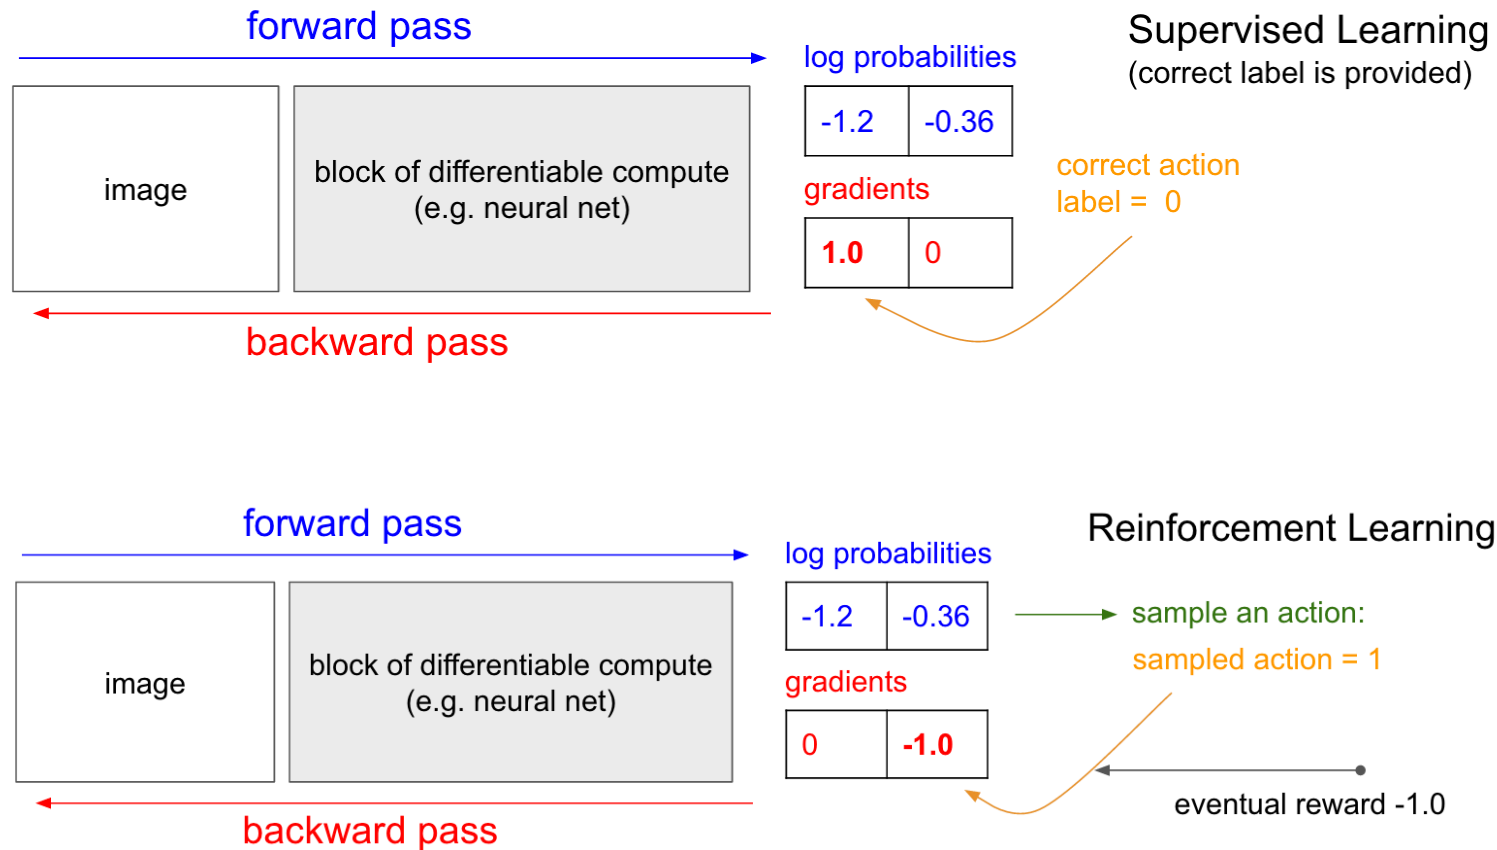 forward pass
Supervised Learning
(correct label is provided)
log probabilities
-1.2 -0.36
image
block of differentiable compute
(e.g. neural net)
correct action
label = 0
gradients
1.0 0
backward pass
forward pass
Reinforcement Learning
log probabilities
-1.2 -0.36
sample an action:
sampled action = 1
image
block of differentiable compute
(e.g. neural net)
gradients
0 -1.0
eventual reward -1.0
backward pass